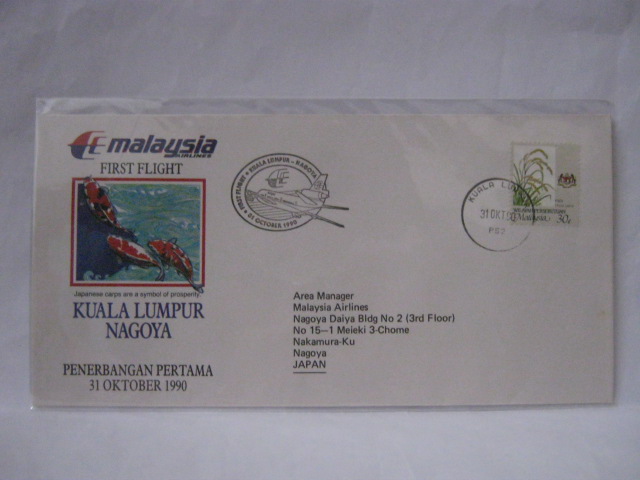 malaysia
AIRLINES
FIRST FLIGHT
Japanese carps are a symbol of prosperity
KUALA LUMPUR
NAGOYA
PENERBANGAN PERTAMA
31 OKTOBER 1990
FIRST FLIGHT • KUALA LUMPUR - NAGOYA
31 OCTOBER 1990
KUALA LUMPUR
31 OKT 90
Malaysia
30¢
Area Manager
Malaysia Airlines
Nagoya Daiya Bldg No 2 (3rd Floor)
No 15-1 Meieki 3-Chome
Nakamura-Ku
Nagoya
JAPAN